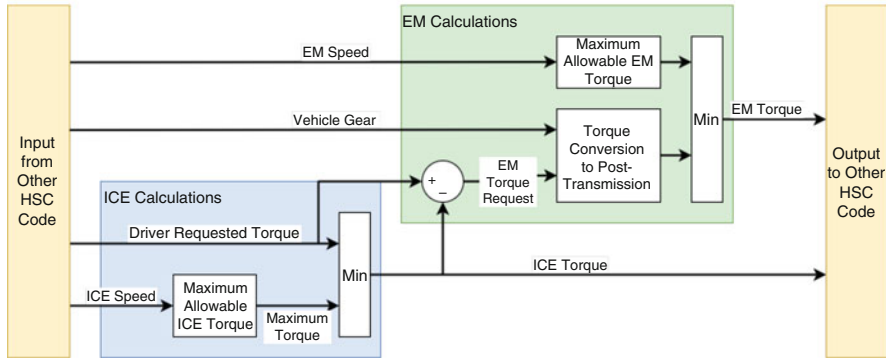 EM Calculations
EM Speed
Maximum
Allowable EM
Torque
Vehicle Gear
Min
EM Torque
Torque
Conversion
to Post-
Transmission
Input
from
Other
HSC
Code
+
−
EM
Torque
Request
Output
to Other
HSC
Code
ICE Calculations
Driver Requested Torque
Min
ICE Torque
ICE Speed
Maximum
Allowable
ICE Torque
Maximum
Torque